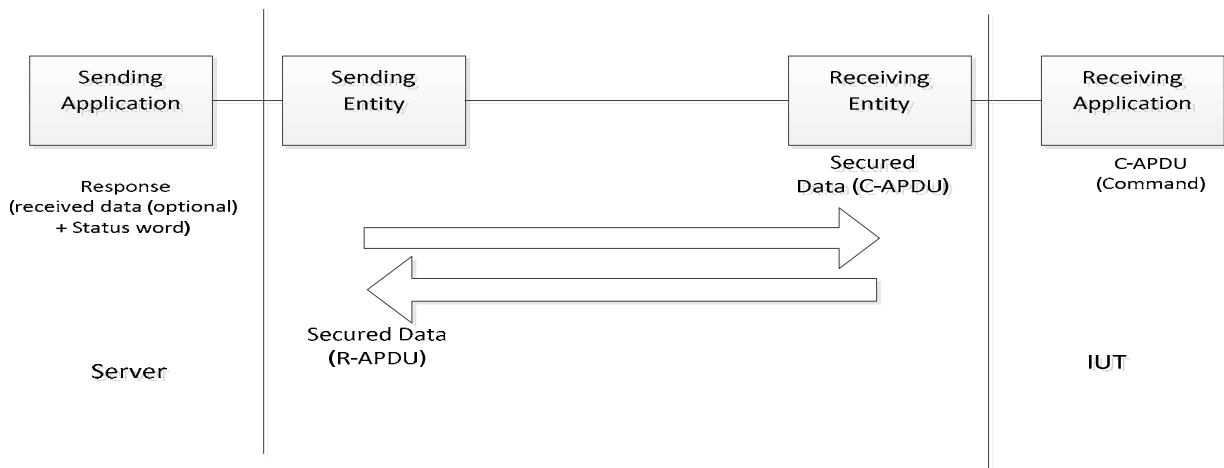 Sending
Application
Sending
Entity
Receiving
Entity
Receiving
Application
Response
(received data (optional)
+ Status word)
Secured
Data (C-APDU)
C-APDU
(Command)
Secured Data
(R-APDU)
Server
IUT